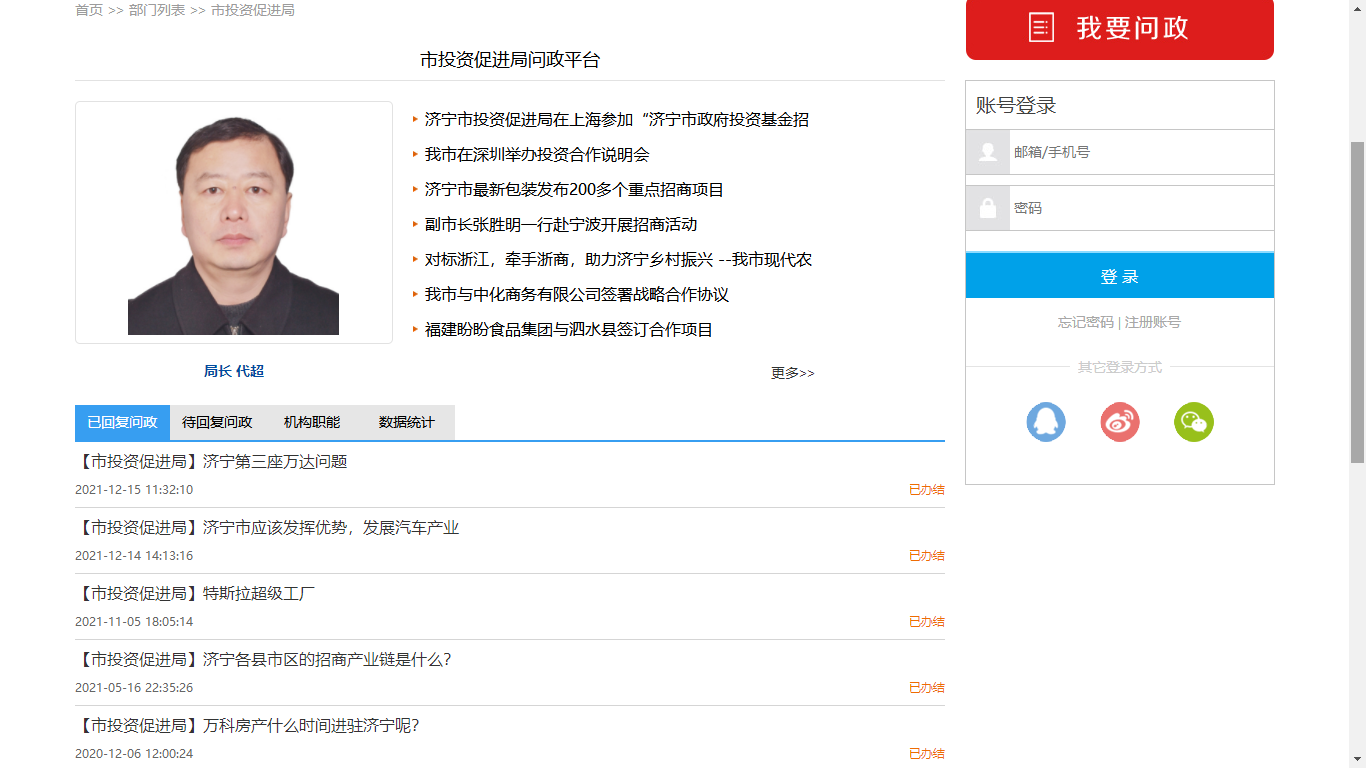 首页 >> 部门列表 >> 市投资促进局
我要问政
市投资促进局问政平台
济宁市投资促进局在上海参加“济宁市政府投资基金招
我市在深圳举办投资合作说明会
济宁市最新包装发布200多个重点招商项目
副市长张胜明一行赴宁波开展招商活动
对标浙江，牵手浙商，助力济宁乡村振兴 --我市现代农
我市与中化商务有限公司签署战略合作协议
福建盼盼食品集团与泗水县签订合作项目
局长 代超
更多>>
账号登录
邮箱/手机号
密码
登 录
忘记密码 | 注册账号
其它登录方式
已回复问政 待回复问政 机构职能 数据统计
【市投资促进局】济宁第三座万达问题
2021-12-15 11:32:10 已办结
【市投资促进局】济宁市应该发挥优势，发展汽车产业
2021-12-14 14:13:16 已办结
【市投资促进局】特斯拉超级工厂
2021-11-05 18:05:14 已办结
【市投资促进局】济宁各县市区的招商产业链是什么？
2021-05-16 22:35:26 已办结
【市投资促进局】万科房产什么时间进驻济宁呢？
2020-12-06 12:00:24 已办结